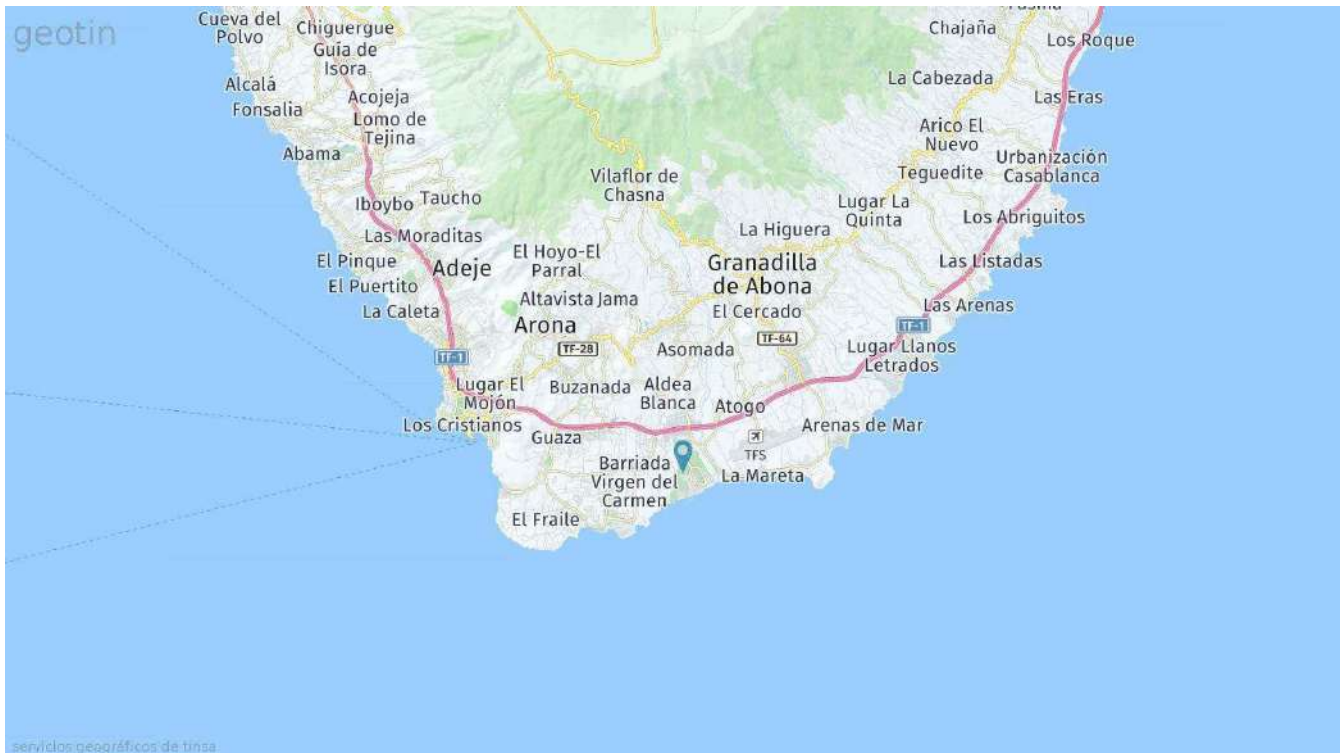 geotin
Cueva del
Polvo
Chiguergue
Guía de
Isora
Chajaña
Los Roque
Alcalá
Fonsalia
Acojeja
Lomo de
Tejina
La Cabezada
Las Eras
Arico El
Nuevo
Abama
Vilaflor de
Chasna
Teguedite
Urbanización
Casablanca
Iboybo
Taucho
Lugar La
Quinta
Los Abriguitos
Las Moraditas
La Higuera
El Pinque
Adeje
El Hoyo-El
Parral
Granadilla
de Abona
Las Listadas
El Puertito
La Caleta
Altavista
Jama
El Cercado
Las Arenas
Arona
TF-1
TF-28
Asomada
TF-64
Lugar Llanos
Letrados
TF-1
Lugar El
Mojón
Buzanada
Aldea
Blanca
Atogo
Los Cristianos
Guaza
Arenas de Mar
TFS
Barriada
Virgen del
Carmen
La Mareta
El Fraile
servicios geográficos de tinsa